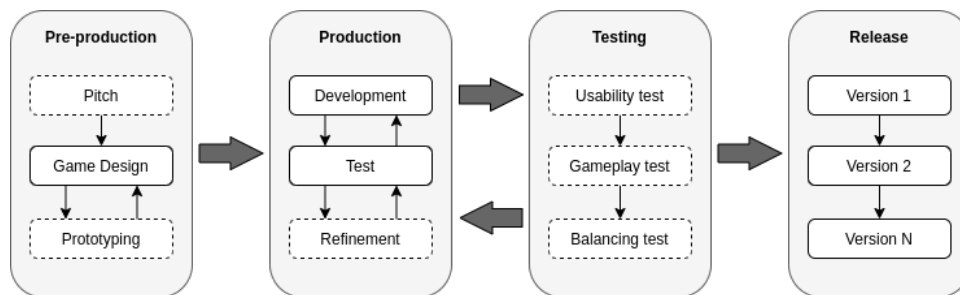 Pre-production
Pitch
Game Design
Prototyping
Production
Development
Test
Refinement
Testing
Usability test
Gameplay test
Balancing test
Release
Version 1
Version 2
Version N